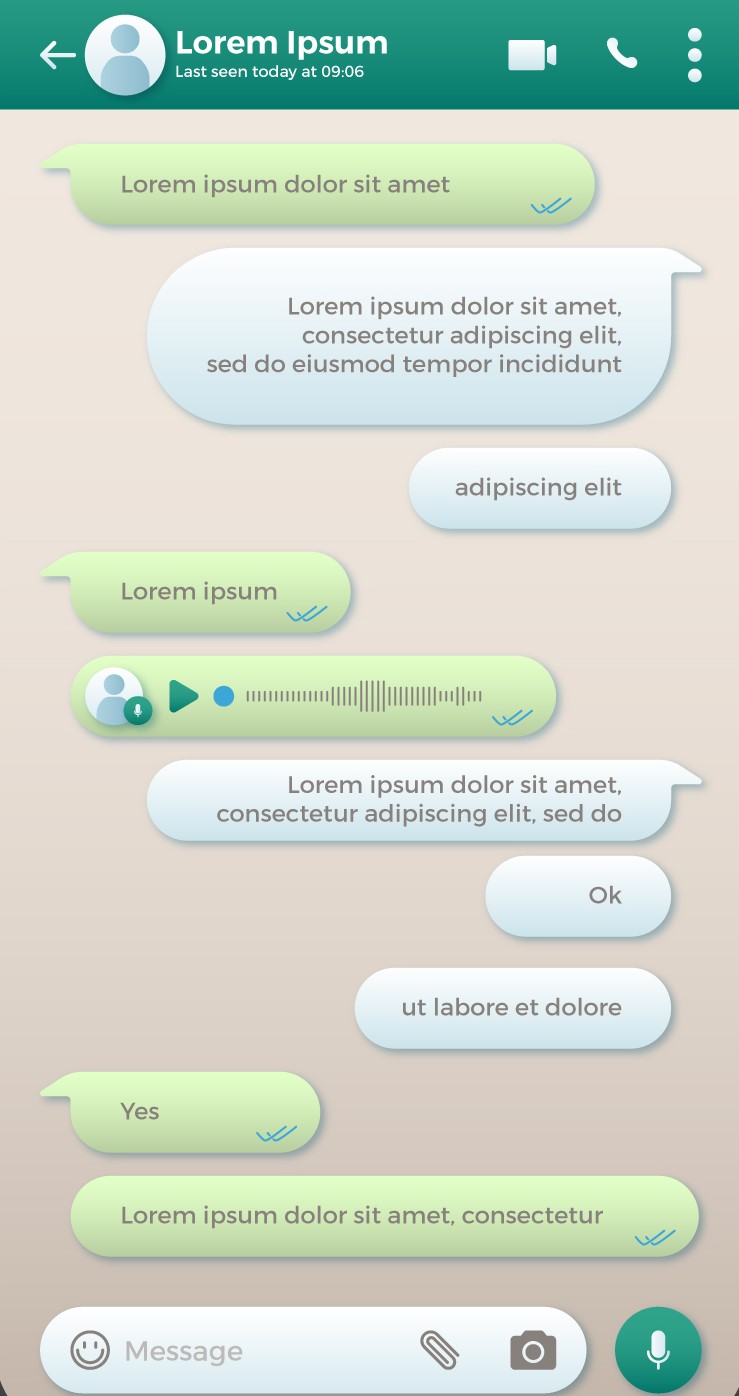 Lorem Ipsum
Last seen today at 09:06
Lorem ipsum dolor sit amet
Lorem ipsum dolor sit amet,
consectetur adipiscing elit,
sed do eiusmod tempor incididunt
adipiscing elit
Lorem ipsum
Lorem ipsum dolor sit amet,
consectetur adipiscing elit, sed do
Ok
ut labore et dolore
Yes
Lorem ipsum dolor sit amet, consectetur
Message